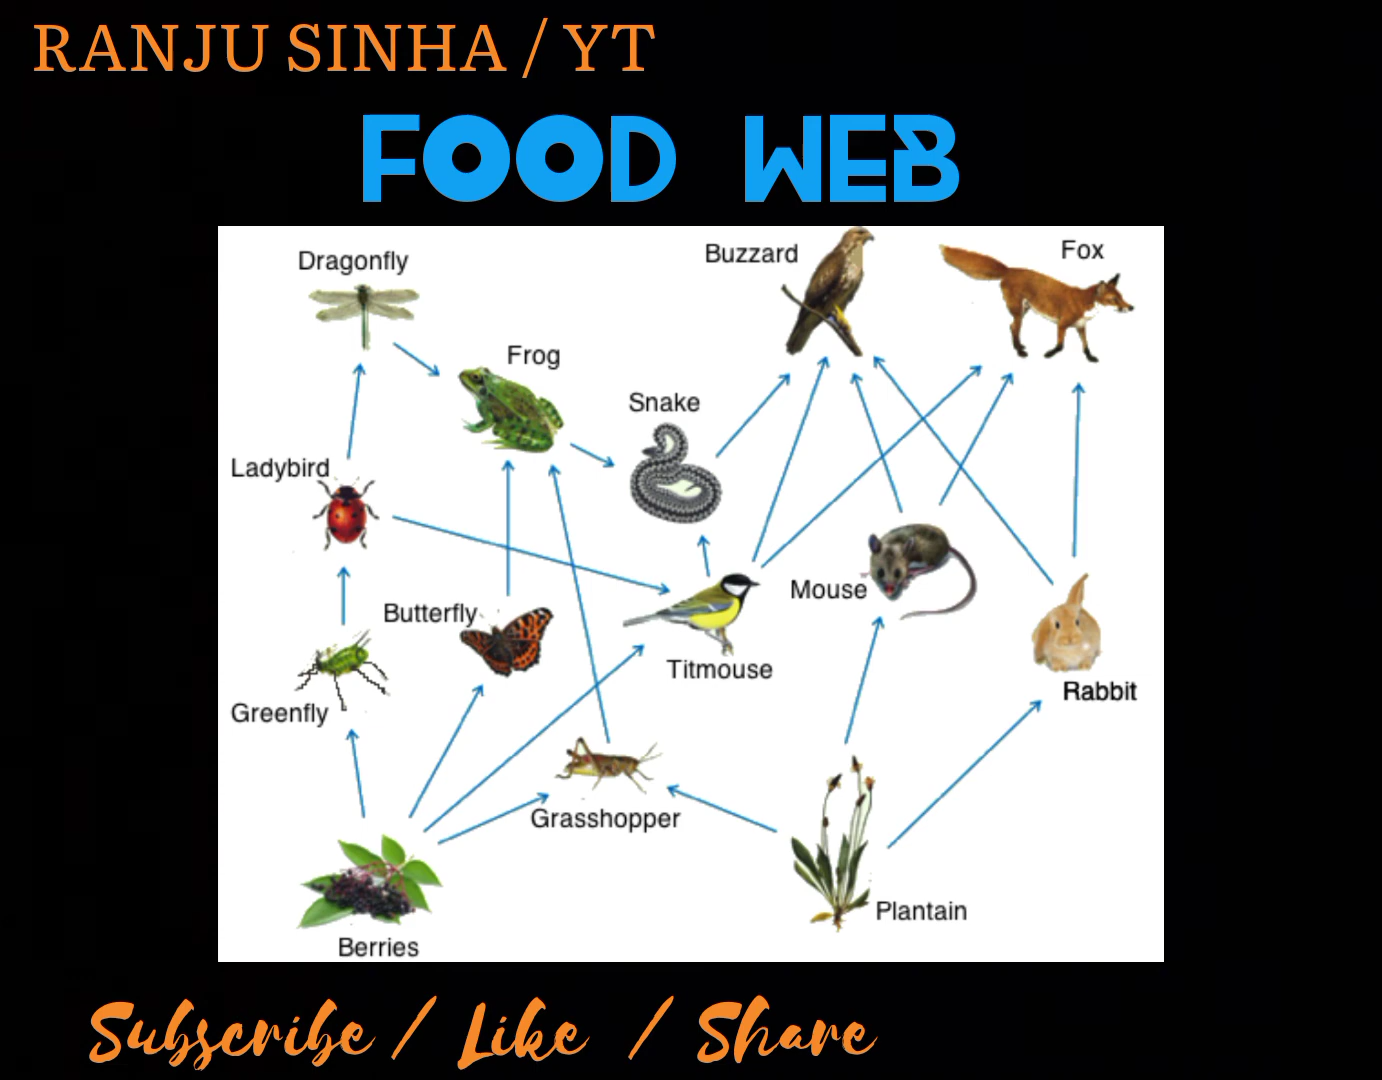 RANJU SINHA / YT
FOOD WEB
Dragonfly
Buzzard
Fox
Frog
Snake
Ladybird
Butterfly
Mouse
Titmouse
Rabbit
Greenfly
Grasshopper
Plantain
Berries
Subscribe / Like / Share